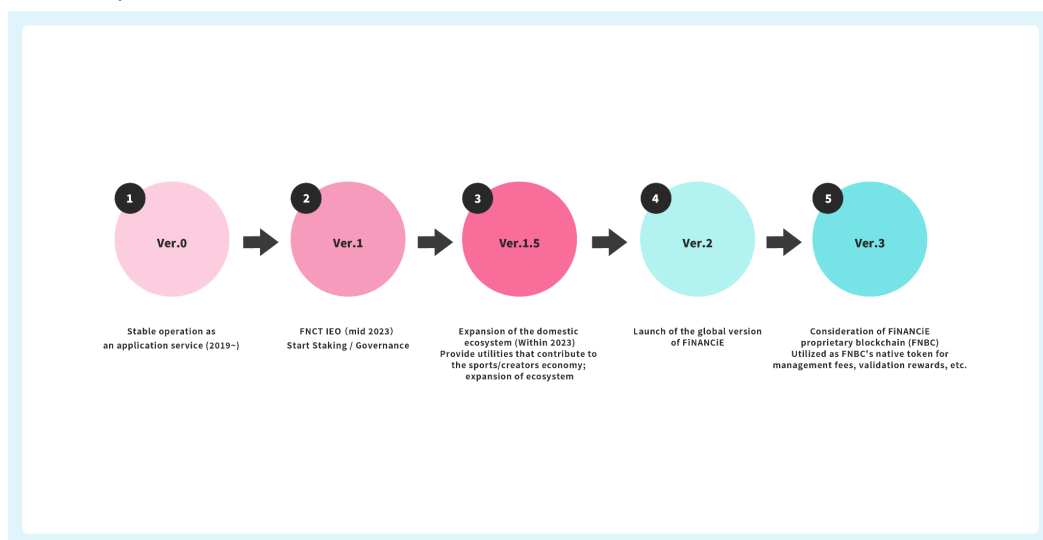 1
Ver.0
Stable operation as
an application service (2019~)
2
Ver.1
FNCT IEO (mid 2023)
Start Staking / Governance
3
Ver.1.5
Expansion of the domestic
ecosystem (Within 2023)
Provide utilities that contribute to
the sports/creators economy;
expansion of ecosystem
4
Ver.2
Launch of the global version
of FiNANCiE
5
Ver.3
Consideration of FiNANCiE
proprietary blockchain (FNBC)
Utilized as FNBC's native token for
management fees, validation rewards, etc.